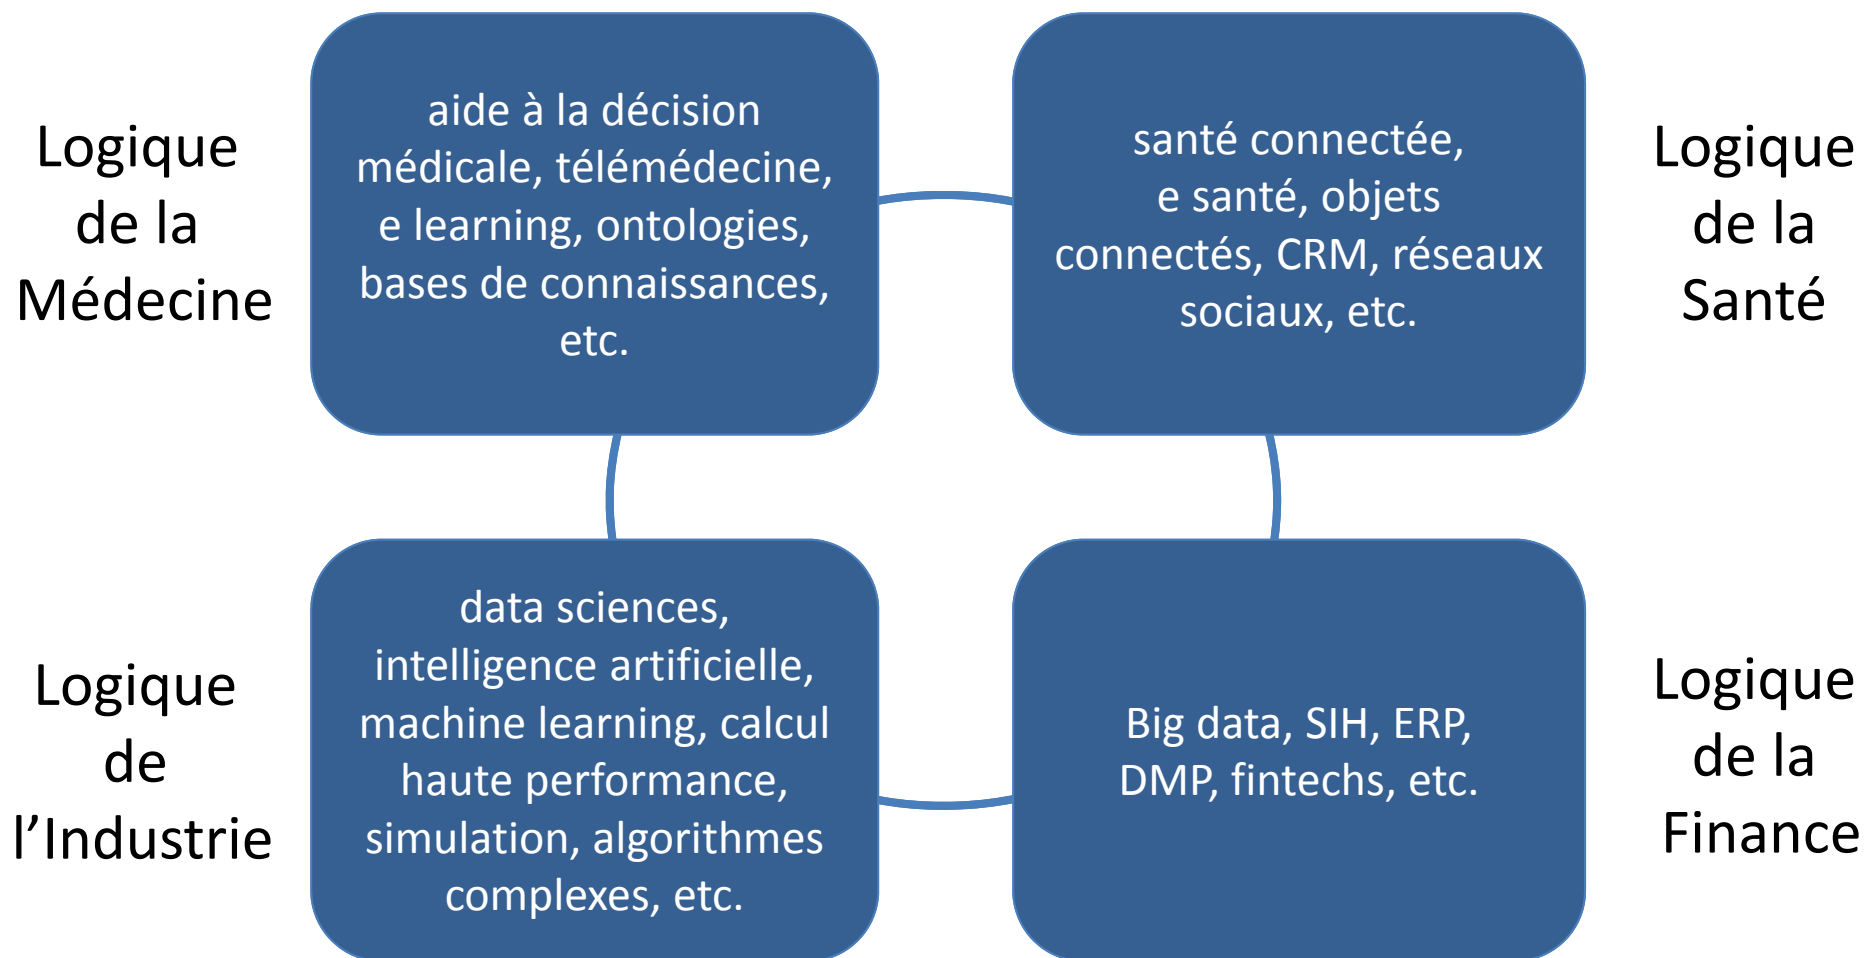 Logique
de la
Médecine
aide à la décision
médicale, télémédecine,
e learning, ontologies,
bases de connaissances,
etc.
santé connectée,
e santé, objets
connectés, CRM, réseaux
sociaux, etc.
Logique
de la
Santé
Logique
de
l’Industrie
data sciences,
intelligence artificielle,
machine learning, calcul
haute performance,
simulation, algorithmes
complexes, etc.
Big data, SIH, ERP,
DMP, fintechs, etc.
Logique
de la
Finance